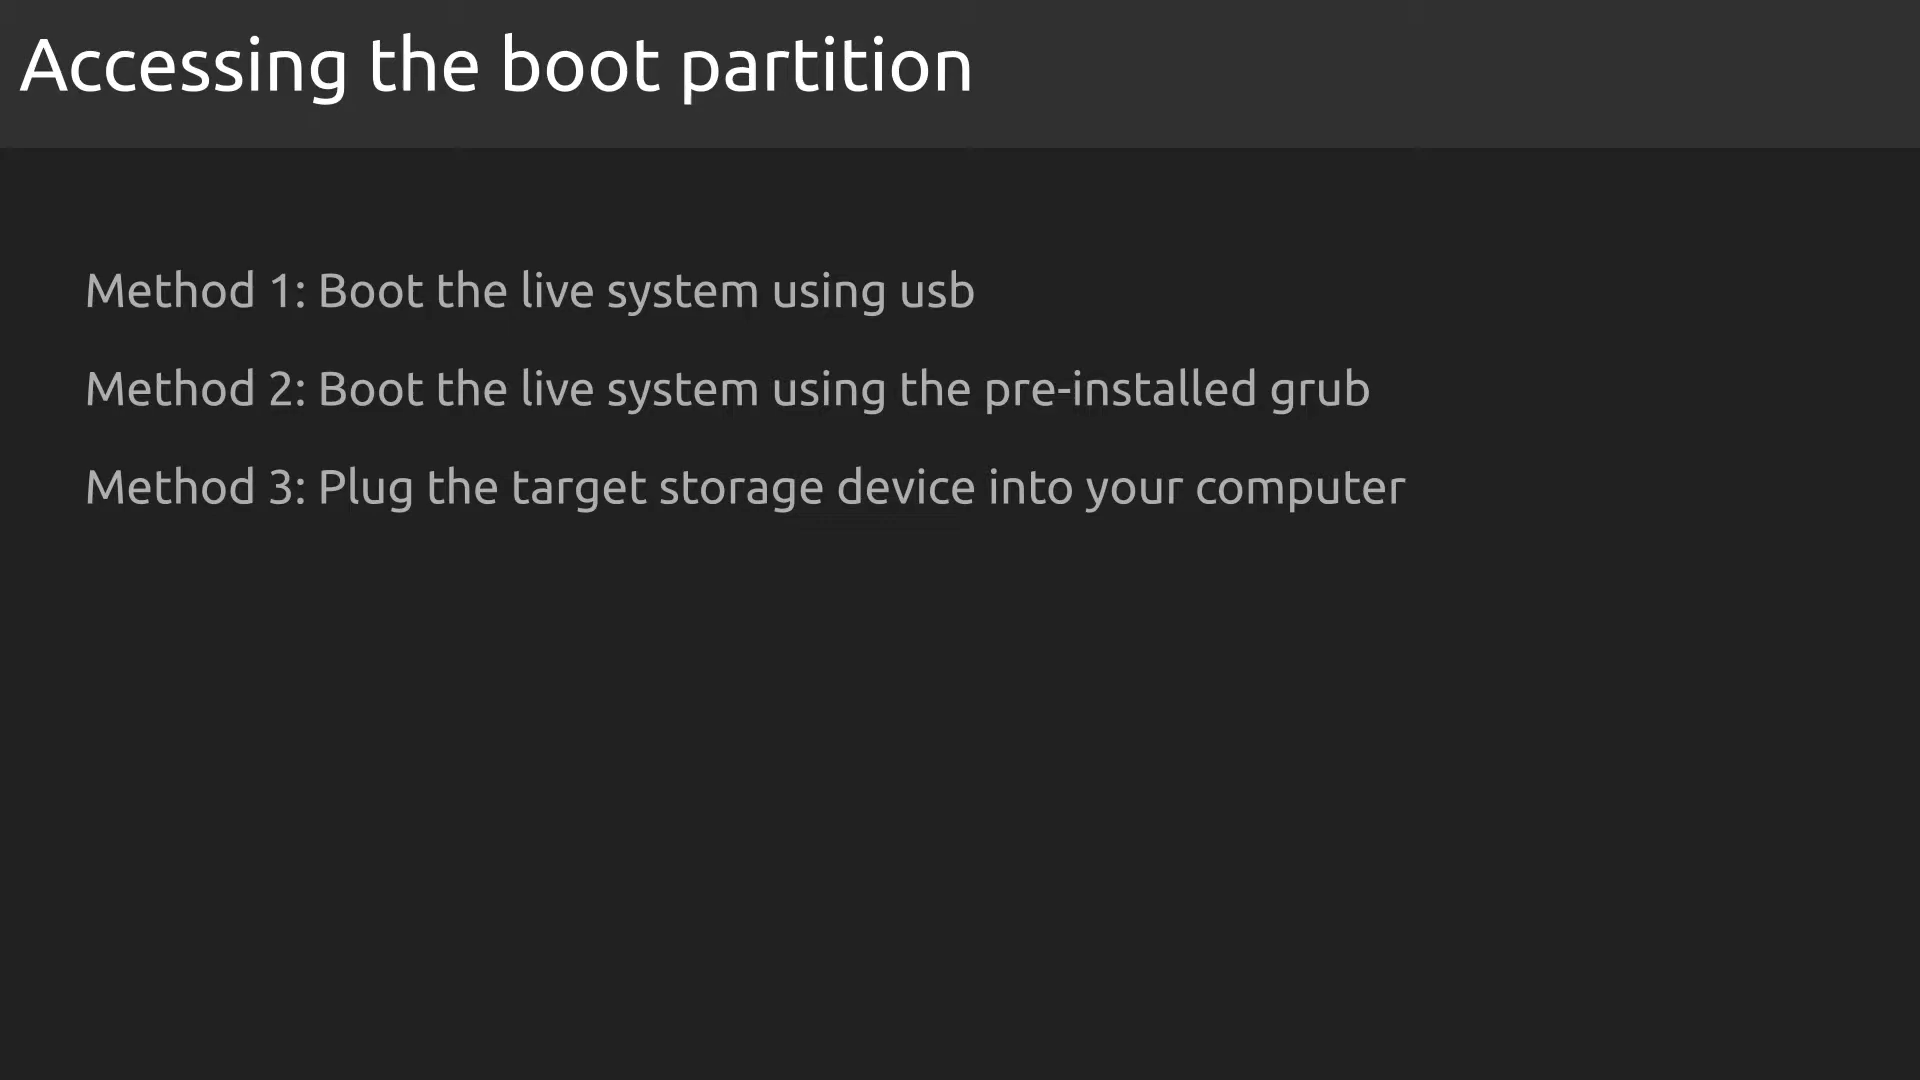 Accessing the boot partition
Method 1: Boot the live system using usb
Method 2: Boot the live system using the pre-installed grub
Method 3: Plug the target storage device into your computer